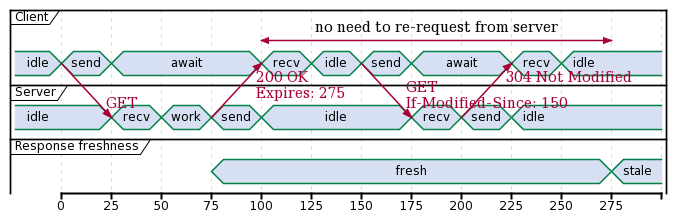 Client
no need to re-request from server
idle send await recv idle send await recv idle
200 OK
Expires: 275
304 Not Modified
GET
If-Modified-Since: 150
Server
GET
idle recv work send idle recv send idle
Response freshness
fresh stale
0 25 50 75 100 125 150 175 200 225 250 275